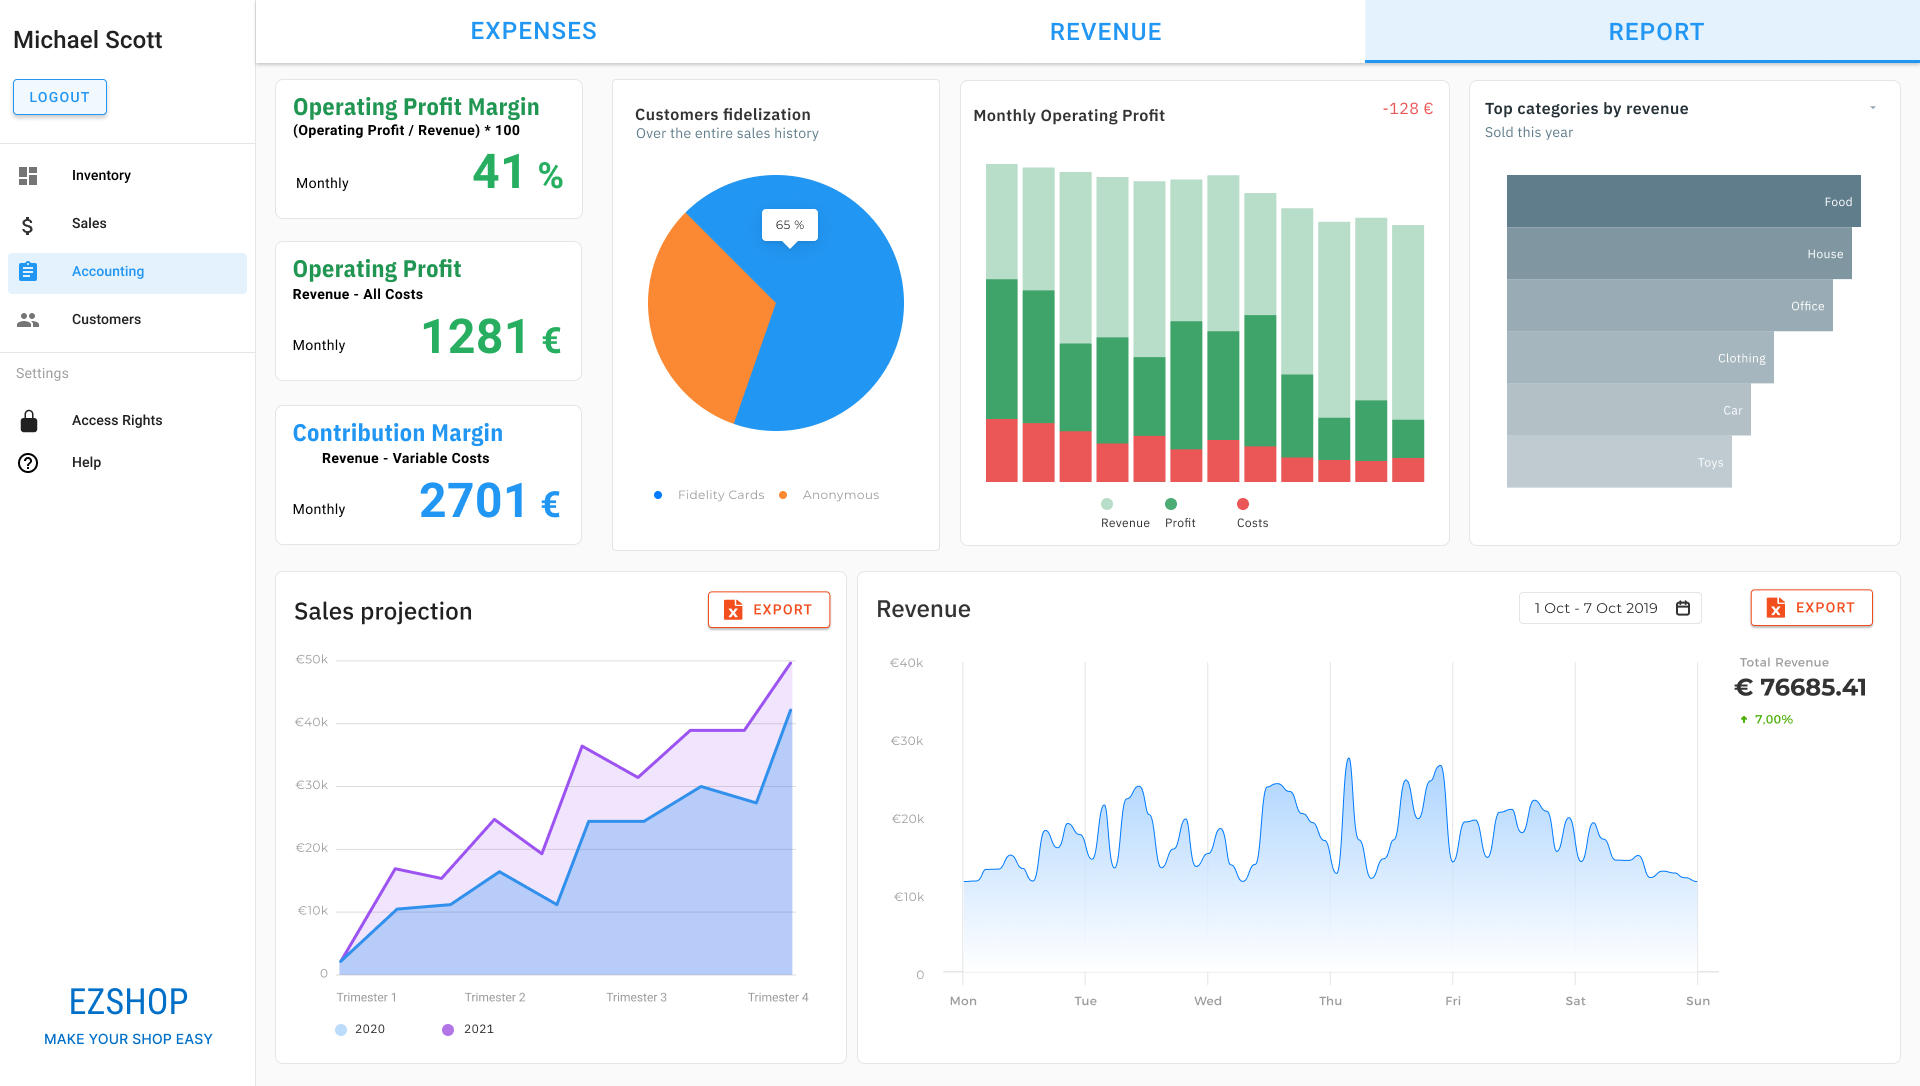 Michael Scott
LOGOUT
Inventory
Sales
Accounting
Customers
Settings
Access Rights
Help
EZSHOP
MAKE YOUR SHOP EASY
EXPENSES
REVENUE
REPORT
Operating Profit Margin
(Operating Profit / Revenue) * 100
Monthly
41 %
Operating Profit
Revenue - All Costs
Monthly
1281 €
Contribution Margin
Revenue - Variable Costs
Monthly
2701 €
Customers fidelization
Over the entire sales history
65 %
Fidelity Cards
Anonymous
Monthly Operating Profit
-128 €
Revenue
Profit
Costs
Top categories by revenue
Sold this year
Food
House
Office
Clothing
Car
Toys
Sales projection
EXPORT
€50k
€40k
€30k
€20k
€10k
0
Trimester 1
Trimester 2
Trimester 3
Trimester 4
2020
2021
Revenue
1 Oct - 7 Oct 2019
EXPORT
€40k
€30k
€20k
€10k
0
Mon
Tue
Wed
Thu
Fri
Sat
Sun
Total Revenue
€ 76685.41
7,00%